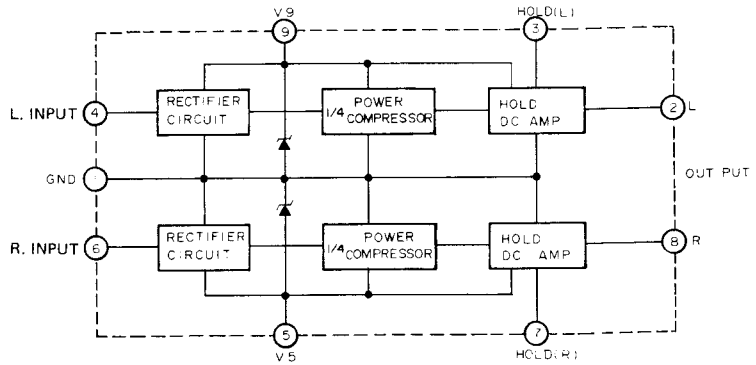 V9
HOLD(L)
9
3
L. INPUT
4
RECTIFIER
CIRCUIT
1/4 POWER
COMPRESSOR
HOLD
DC AMP
2
L
GND
OUT PUT
R. INPUT
6
RECTIFIER
CIRCUIT
1/4 POWER
COMPRESSOR
HOLD
DC AMP
8
R
5
7
V5
HOLD(R)